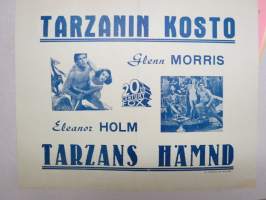 TARZANIN KOSTO
Glenn MORRIS
20th
CENTURY
FOX
Eleanor HOLM
TARZANS HÄMND